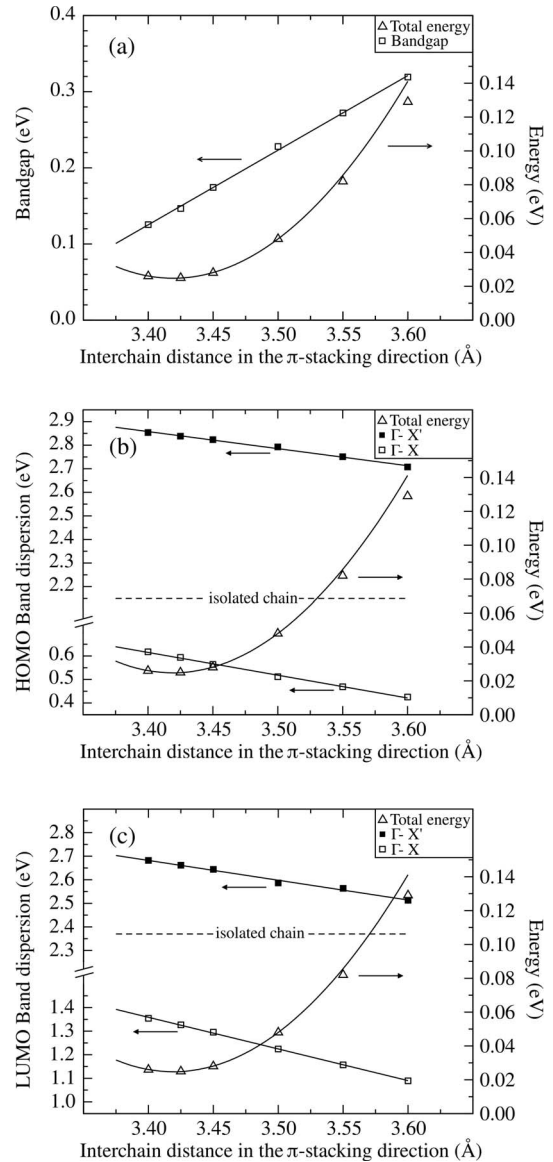 (a)
Total energy
Bandgap
0.4
0.3
0.2
0.1
0.0
Bandgap (eV)
0.14
0.12
0.10
0.08
0.06
0.04
0.02
0.00
Energy (eV)
3.40 3.45 3.50 3.55 3.60
Interchain distance in the π-stacking direction (Å)
(b)
Total energy
Γ- X'
Γ- X
2.9
2.8
2.7
2.6
2.5
2.4
2.3
2.2
0.6
0.5
0.4
HOMO Band dispersion (eV)
isolated chain
0.14
0.12
0.10
0.08
0.06
0.04
0.02
0.00
Energy (eV)
3.40 3.45 3.50 3.55 3.60
Interchain distance in the π-stacking direction (Å)
(c)
Total energy
Γ- X'
Γ- X
2.8
2.7
2.6
2.5
2.4
2.3
1.4
1.3
1.2
1.1
1.0
LUMO Band dispersion (eV)
isolated chain
0.14
0.12
0.10
0.08
0.06
0.04
0.02
0.00
Energy (eV)
3.40 3.45 3.50 3.55 3.60
Interchain distance in the π-stacking direction (Å)